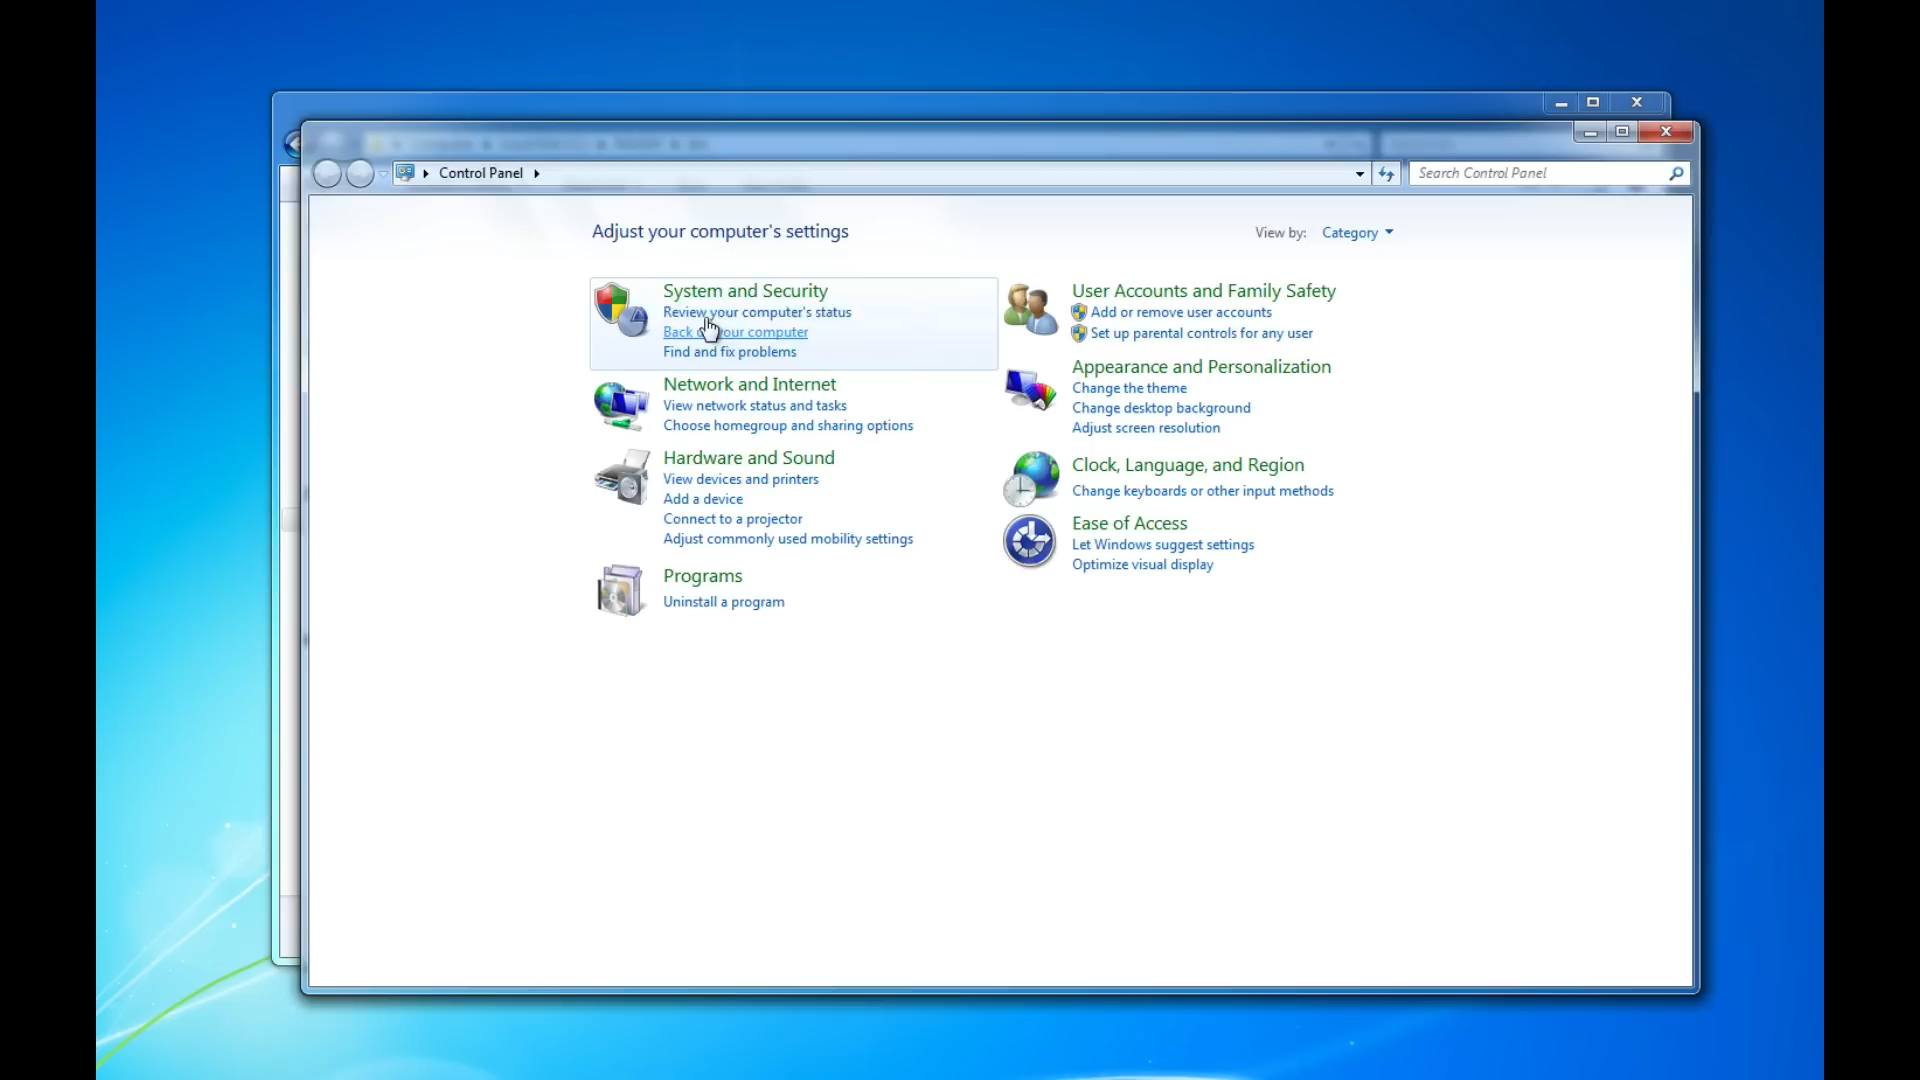 Control Panel
Search Control Panel
Adjust your computer's settings
View by: Category
System and Security
Review your computer's status
Back your computer
Find and fix problems
Network and Internet
View network status and tasks
Choose homegroup and sharing options
Hardware and Sound
View devices and printers
Add a device
Connect to a projector
Adjust commonly used mobility settings
Programs
Uninstall a program
User Accounts and Family Safety
Add or remove user accounts
Set up parental controls for any user
Appearance and Personalization
Change the theme
Change desktop background
Adjust screen resolution
Clock, Language, and Region
Change keyboards or other input methods
Ease of Access
Let Windows suggest settings
Optimize visual display